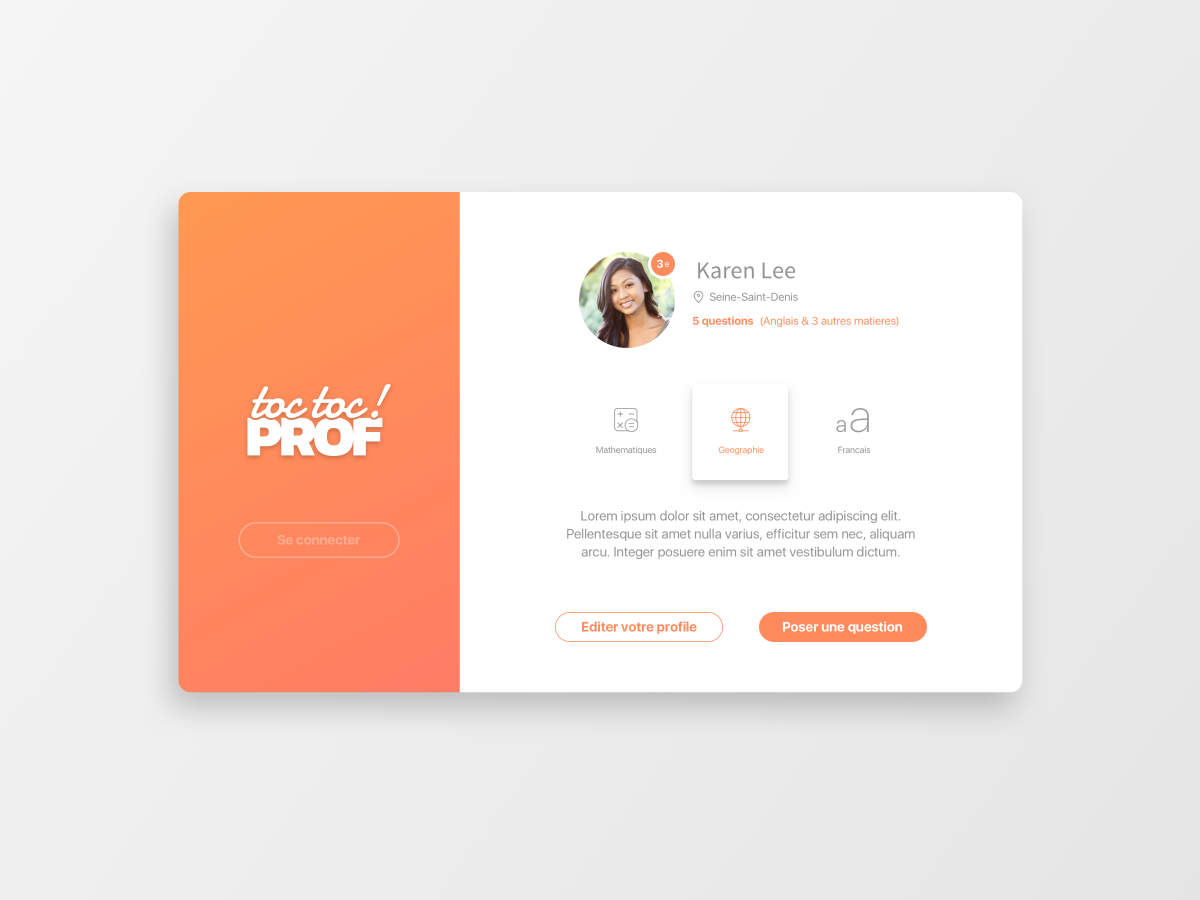 toc toc !
PROF
Se connecter
3e
Karen Lee
Seine-Saint-Denis
5 questions (Anglais & 3 autres matieres)
Mathematiques
Geographie
aa
Francais
Lorem ipsum dolor sit amet, consectetur adipiscing elit.
Pellentesque sit amet nulla varius, efficitur sem nec, aliquam
arcu. Integer posuere enim sit amet vestibulum dictum.
Editer votre profile
Poser une question